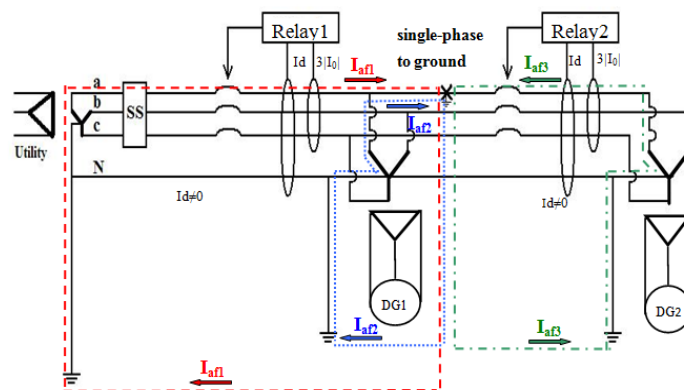 Relay1
single-phase
to ground
Relay2
Id
3|I₀|
Iaf1
Id
3|I₀|
Iaf3
a
b
c
SS
Iaf2
Utility
N
Id≠0
Id≠0
DG1
DG2
Iaf2
Iaf3
Iaf1